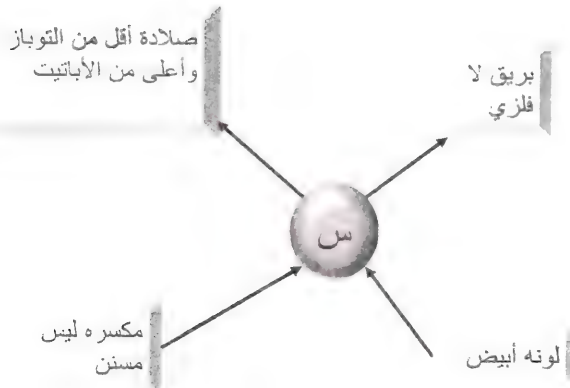 صلادة أقل من التوباز
وأعلى من الأباتيت
بريق لا
فلزي
س
مكسره ليس
مسنن
لونه أبيض